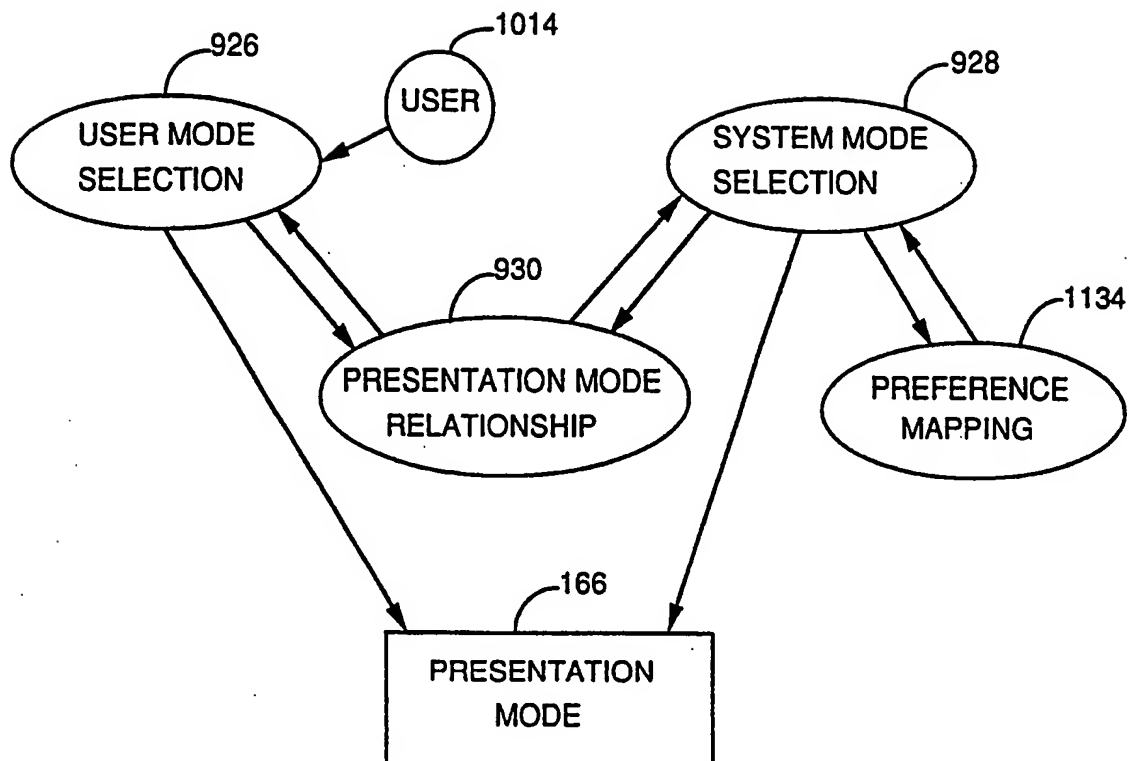 1014
926
USER
928
USER MODE
SELECTION
SYSTEM MODE
SELECTION
930
1134
PRESENTATION MODE
RELATIONSHIP
PREFERENCE
MAPPING
166
PRESENTATION
MODE